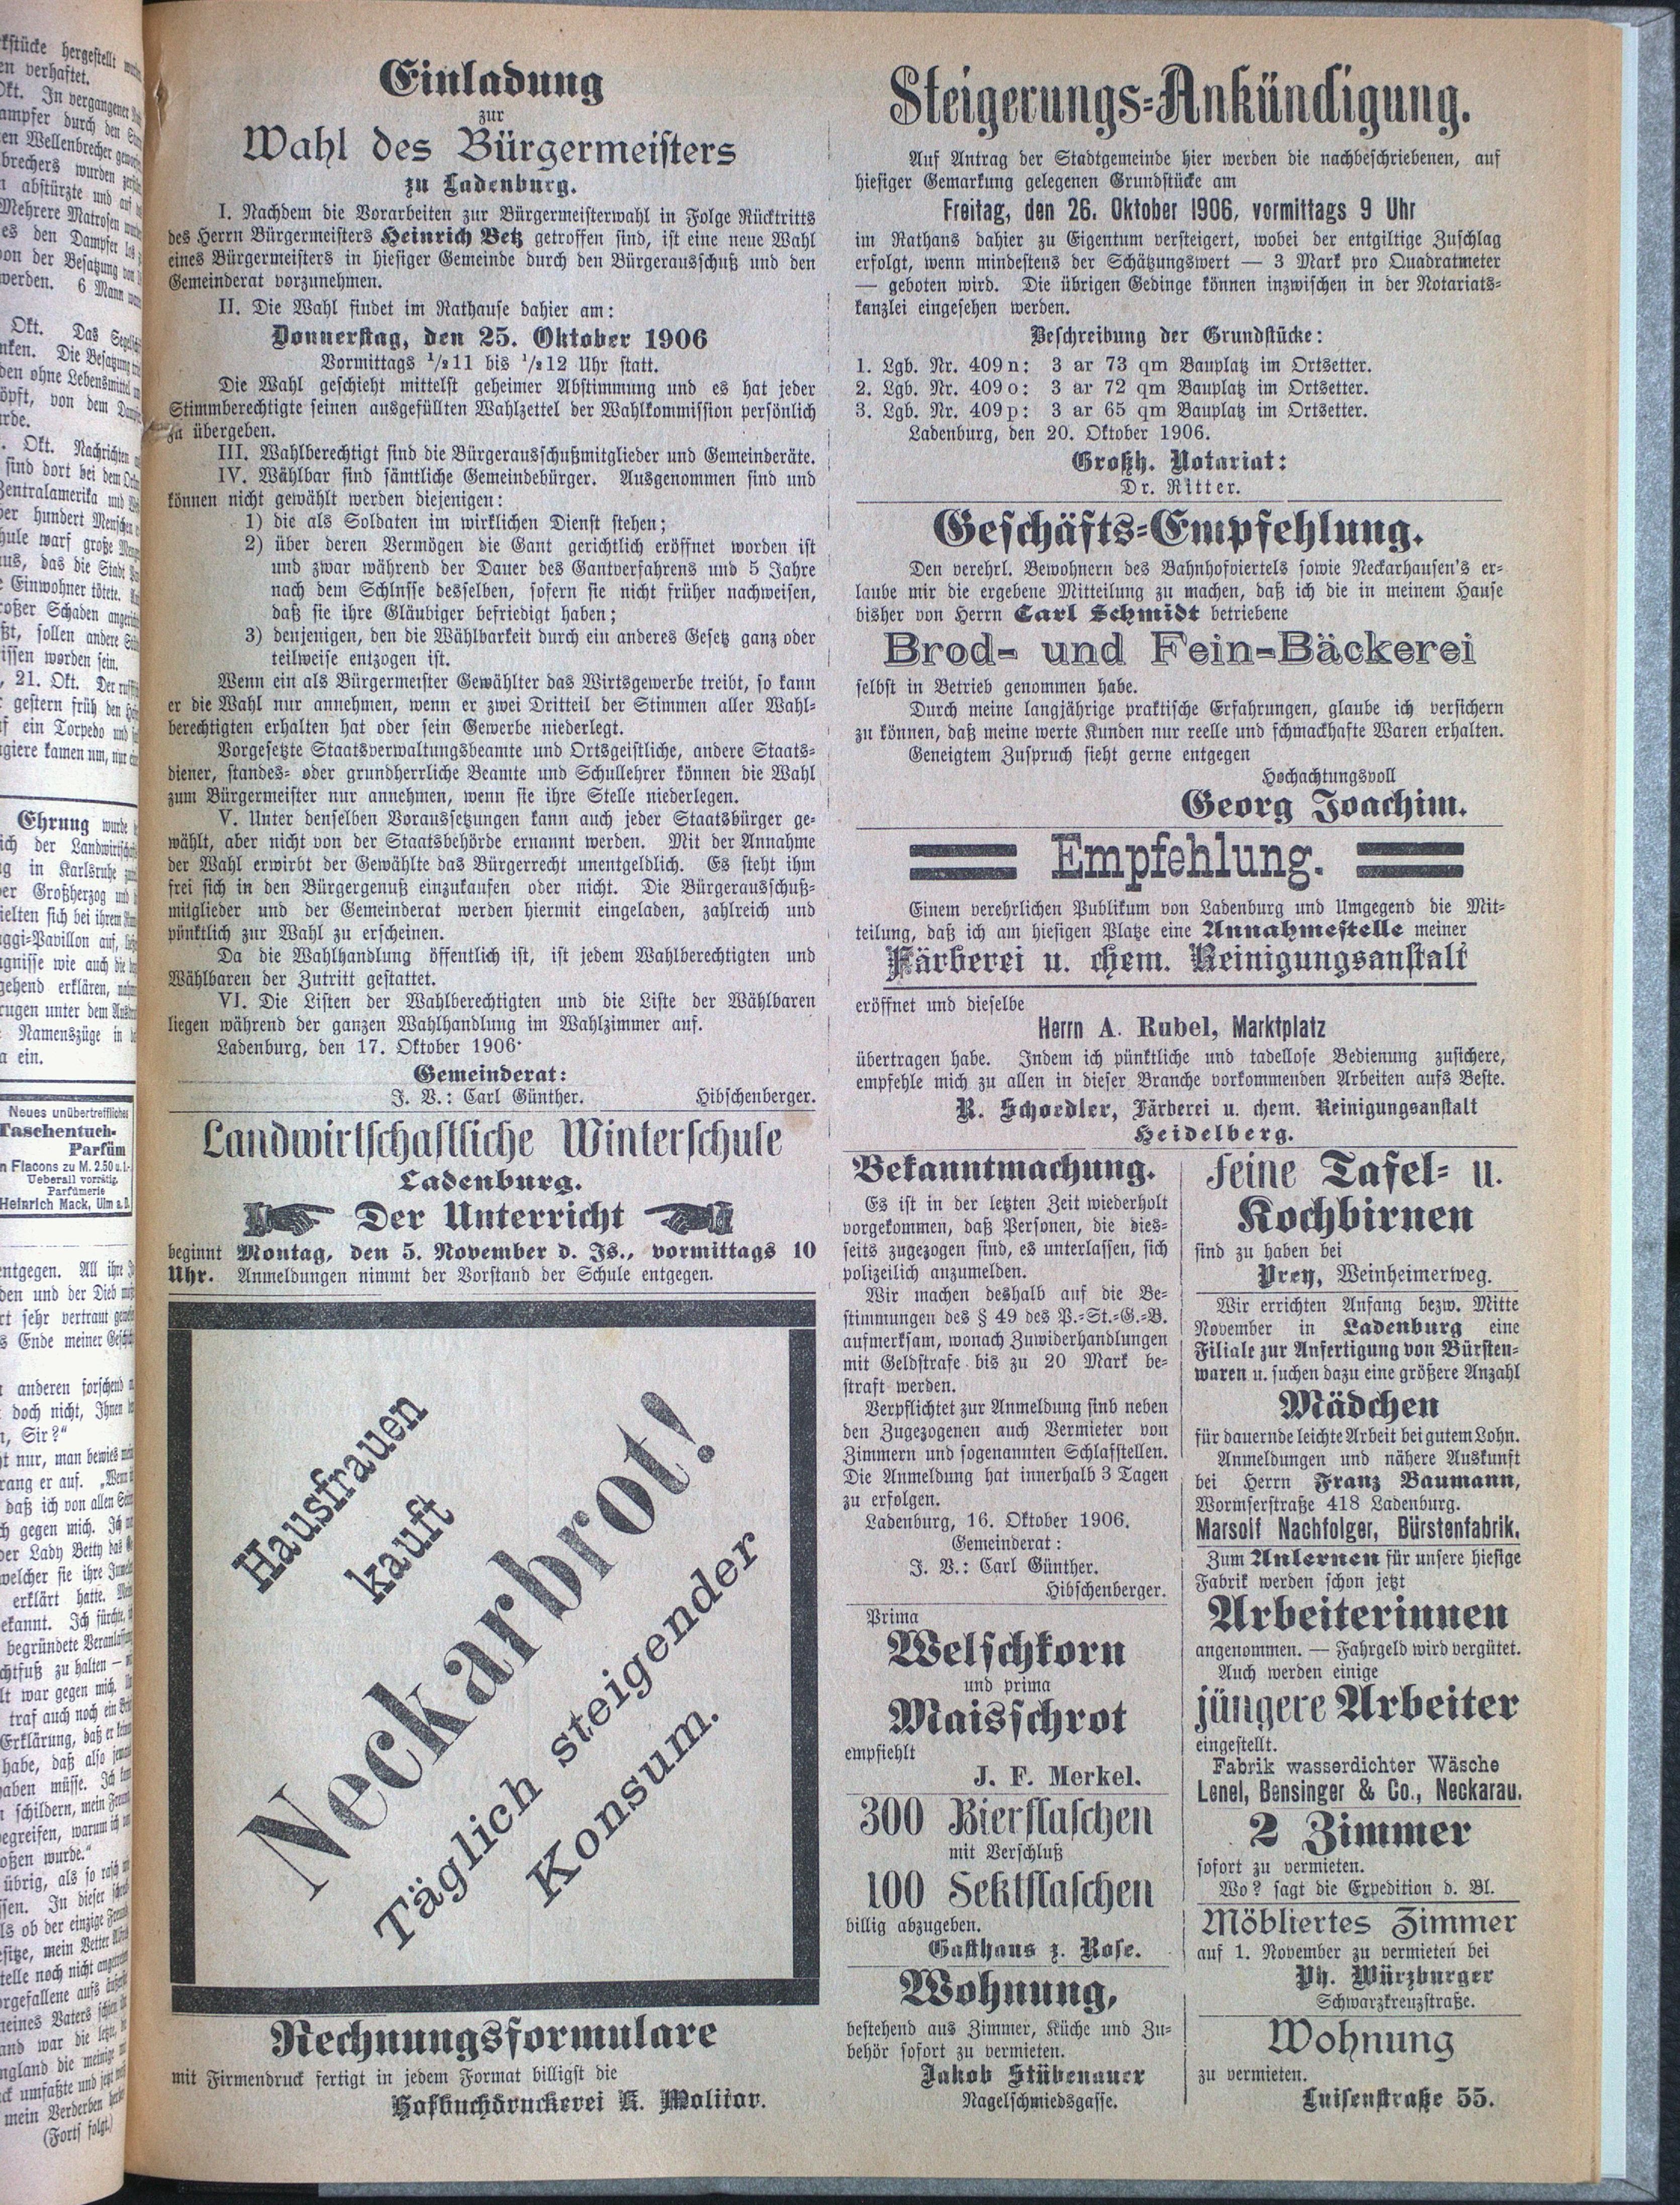 Einladung
zur
Wahl des Bürgermeisters
zu Ladenburg.
I. Nachdem die Vorarbeiten zur Bürgermeisterwahl in Folge Rücktritts
des Herrn Bürgermeisters Heinrich Betz getroffen sind, ist eine neue Wahl
eines Bürgermeisters in hiesiger Gemeinde durch den Bürgerausschuß und den
Gemeinderat vorzunehmen.
II. Die Wahl findet im Rathause dahier am:
Donnerstag, den 25. Oktober 1906
Vormittags 1/2 11 bis 1/2 12 Uhr statt.
Die Wahl geschieht mittelst geheimer Abstimmung und es hat jeder
Stimmberechtigte seinen ausgefüllten Wahlzettel der Wahlkommission persönlich
zu übergeben.
III. Wahlberechtigt sind die Bürgerausschußmitglieder und Gemeinderäte.
IV. Wählbar sind sämtliche Gemeindebürger. Ausgenommen sind und
können nicht gewählt werden diejenigen:
1) die als Soldaten im wirklichen Dienst stehen;
2) über deren Vermögen die Gant gerichtlich eröffnet worden ist
und zwar während der Dauer des Gantverfahrens und 5 Jahre
nach dem Schlnsse desselben, sofern sie nicht früher nachweisen,
daß sie ihre Gläubiger befriedigt haben;
3) denjenigen, den die Wählbarkeit durch ein anderes Gesetz ganz oder
teilweise entzogen ist.
Wenn ein als Bürgermeister Gewählter das Wirtsgewerbe treibt, so kann
er die Wahl nur annehmen, wenn er zwei Dritteil der Stimmen aller Wahl-
berechtigten erhalten hat oder sein Gewerbe niederlegt.
Vorgesetzte Staatsverwaltungsbeamte und Ortsgeistliche, andere Staats-
diener, standes- oder grundherrliche Beamte und Schullehrer können die Wahl
zum Bürgermeister nur annehmen, wenn sie ihre Stelle niederlegen.
V. Unter denselben Voraussetzungen kann auch jeder Staatsbürger ge-
wählt, aber nicht von der Staatsbehörde ernannt werden. Mit der Annahme
der Wahl erwirbt der Gewählte das Bürgerrecht unentgeldlich. Es steht ihm
frei sich in den Bürgergenuß einzukaufen oder nicht. Die Bürgerausschuß-
mitglieder und der Gemeinderat werden hiermit eingeladen, zahlreich und
pünktlich zur Wahl zu erscheinen.
Da die Wahlhandlung öffentlich ist, ist jedem Wahlberechtigten und
Wählbaren der Zutritt gestattet.
VI. Die Listen der Wahlberechtigten und die Liste der Wählbaren
liegen während der ganzen Wahlhandlung im Wahlzimmer auf.
Ladenburg, den 17. Oktober 1906.
Gemeinderat:
J. V.: Carl Günther. Hibschenberger.
Landwirtschaftliche Winterschule
Ladenburg.
Der Unterricht
beginnt Montag, den 5. November d. Js., vormittags 10
Uhr. Anmeldungen nimmt der Vorstand der Schule entgegen.
Hausfrauen
kauft
Neckarbrot!
Täglich steigender
Konsum.
Rechnungsformulare
mit Firmendruck fertigt in jedem Format billigst die
Hofbuchdruckerei K. Molitor.
Steigerungs-Ankündigung.
Auf Antrag der Stadtgemeinde hier werden die nachbeschriebenen, auf
hiesiger Gemarkung gelegenen Grundstücke am
Freitag, den 26. Oktober 1906, vormittags 9 Uhr
im Rathaus dahier zu Eigentum versteigert, wobei der entgiltige Zuschlag
erfolgt, wenn mindestens der Schätzungswert — 3 Mark pro Quadratmeter
— geboten wird. Die übrigen Gedinge können inzwischen in der Notariats-
kanzlei eingesehen werden.
Beschreibung der Grundstücke:
1. Lgb. Nr. 409 n: 3 ar 73 qm Bauplatz im Ortsetter.
2. Lgb. Nr. 409 o: 3 ar 72 qm Bauplatz im Ortsetter.
3. Lgb. Nr. 409 p: 3 ar 65 qm Bauplatz im Ortsetter.
Ladenburg, den 20. Oktober 1906.
Großh. Notariat:
Dr. Ritter.
Geschäfts-Empfehlung.
Den verehrl. Bewohnern des Bahnhofviertels sowie Neckarhausen's er-
laube mir die ergebene Mitteilung zu machen, daß ich die in meinem Hause
bisher von Herrn Carl Schmidt betriebene
Brod- und Fein-Bäckerei
selbst in Betrieb genommen habe.
Durch meine langjährige praktische Erfahrungen, glaube ich versichern
zu können, daß meine werte Kunden nur reelle und schmackhafte Waren erhalten.
Geneigtem Zuspruch sieht gerne entgegen
Hochachtungsvoll
Georg Joachim.
Empfehlung.
Einem verehrlichen Publikum von Ladenburg und Umgegend die Mit-
teilung, daß ich am hiesigen Platze eine Annahmestelle meiner
Färberei u. chem. Reinigungsanstalt
eröffnet und dieselbe
Herrn A. Rubel, Marktplatz
übertragen habe. Indem ich pünktliche und tadellose Bedienung zusichere,
empfehle mich zu allen in dieser Branche vorkommenden Arbeiten aufs Beste.
R. Schoedler, Färberei u. chem. Reinigungsanstalt
Heidelberg.
Bekanntmachung.
Es ist in der letzten Zeit wiederholt
vorgekommen, daß Personen, die dies-
seits zugezogen sind, es unterlassen, sich
polizeilich anzumelden.
Wir machen deshalb auf die Be-
stimmungen des § 49 des P.-St.-G.-B.
aufmerksam, wonach Zuwiderhandlungen
mit Geldstrafe bis zu 20 Mark be-
straft werden.
Verpflichtet zur Anmeldung sinb neben
den Zugezogenen auch Vermieter von
Zimmern und sogenannten Schlafstellen.
Die Anmeldung hat innerhalb 3 Tagen
zu erfolgen.
Ladenburg, 16. Oktober 1906.
Gemeinderat:
J. V.: Carl Günther.
Hibschenberger.
Prima
Welschkorn
und prima
Maisschrot
empfiehlt
J. F. Merkel.
300 Bierflaschen
mit Verschluß
100 Sektflaschen
billig abzugeben.
Gasthaus z. Rose.
Wohnung,
bestehend aus Zimmer, Küche und Zu-
behör sofort zu vermieten.
Jakob Stübenauer
Nagelschmiedsgasse.
Feine Tafel- u.
Kochbirnen
sind zu haben bei
Prey, Weinheimerweg.
Wir errichten Anfang bezw. Mitte
November in Ladenburg eine
Filiale zur Anfertigung von Bürsten-
waren u. suchen dazu eine größere Anzahl
Mädchen
für dauernde leichte Arbeit bei gutem Lohn.
Anmeldungen und nähere Auskunft
bei Herrn Franz Baumann,
Wormserstraße 418 Ladenburg.
Marsolf Nachfolger, Bürstenfabrik.
Zum Anlernen für unsere hiesige
Fabrik werden schon jetzt
Arbeiterinnen
angenommen. — Fahrgeld wird vergütet.
Auch werden einige
jüngere Arbeiter
eingestellt.
Fabrik wasserdichter Wäsche
Lenel, Bensinger & Co., Neckarau.
2 Zimmer
sofort zu vermieten.
Wo? sagt die Expedition d. Bl.
Möbliertes Zimmer
auf 1. November zu vermieten bei
Ph. Würzburger
Schwarzkreuzstraße.
Wohnung
zu vermieten.
Luisenstraße 55.